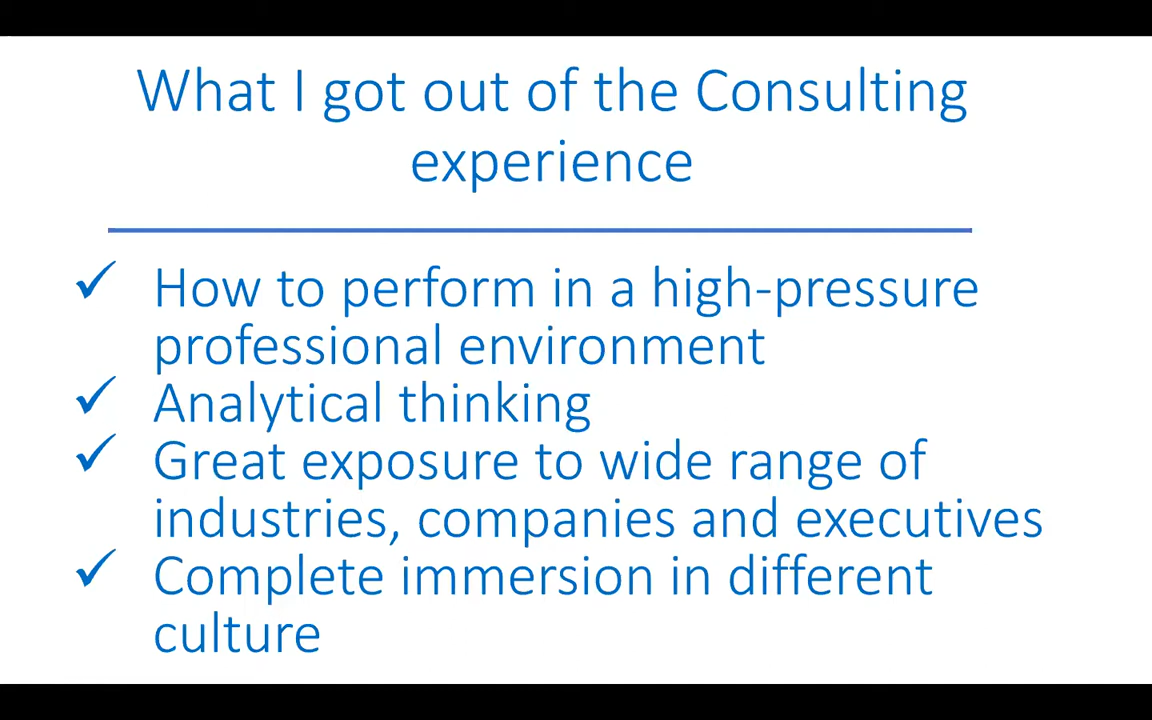 What I got out of the Consulting
experience
✓ How to perform in a high-pressure
professional environment
✓ Analytical thinking
✓ Great exposure to wide range of
industries, companies and executives
✓ Complete immersion in different
culture